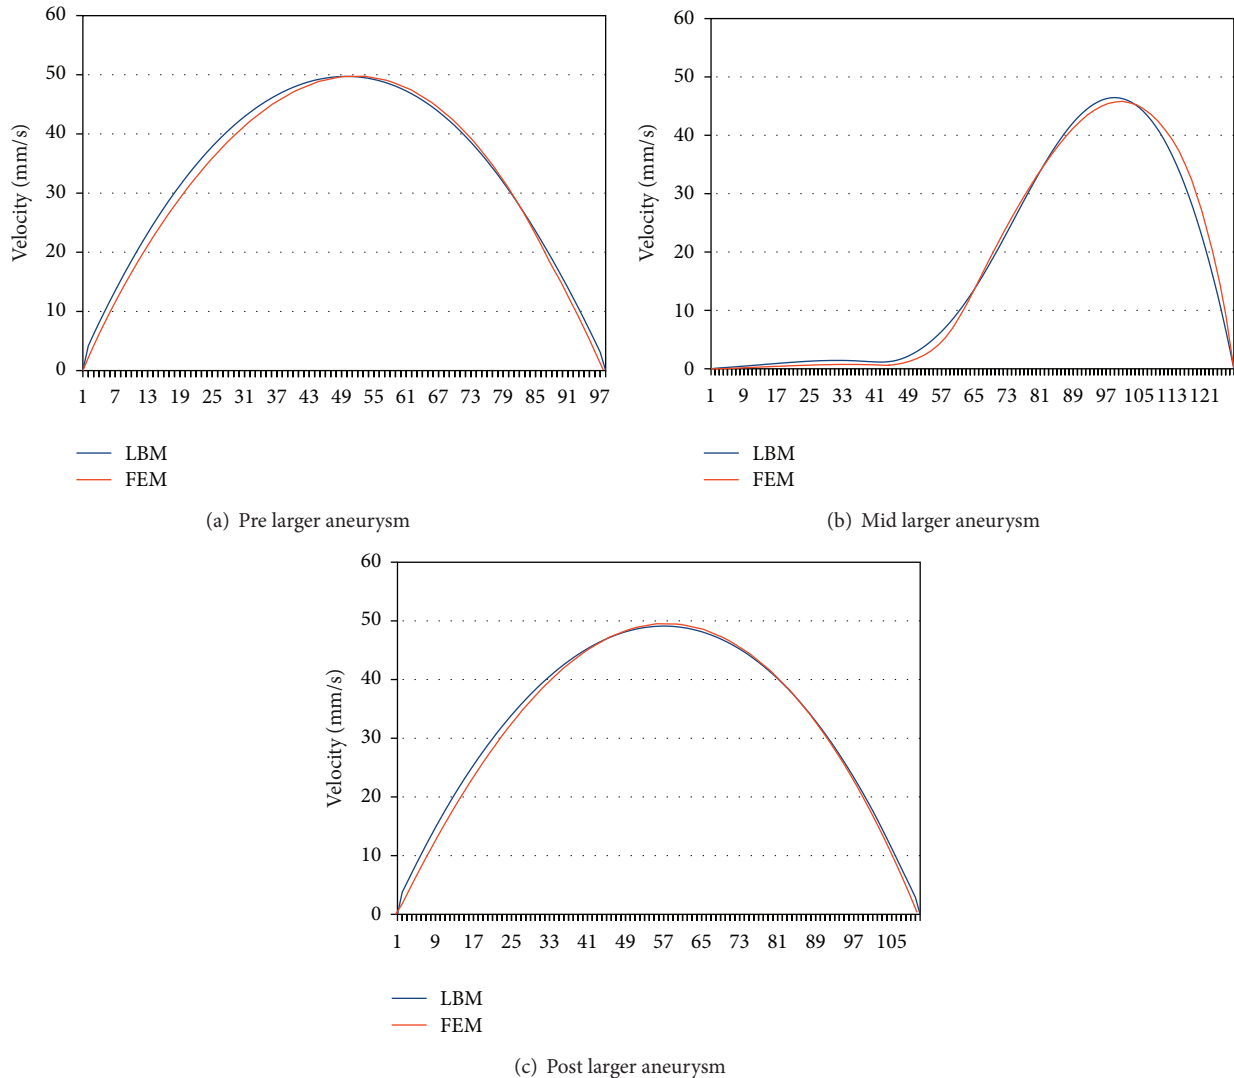 60
50
40
30
20
10
0
Velocity (mm/s)
1 7 13 19 25 31 37 43 49 55 61 67 73 79 85 91 97
LBM
FEM
(a) Pre larger aneurysm
60
50
40
30
20
10
0
Velocity (mm/s)
1 9 17 25 33 41 49 57 65 73 81 89 97 105 113 121
LBM
FEM
(b) Mid larger aneurysm
60
50
40
30
20
10
0
Velocity (mm/s)
1 9 17 25 33 41 49 57 65 73 81 89 97 105
LBM
FEM
(c) Post larger aneurysm